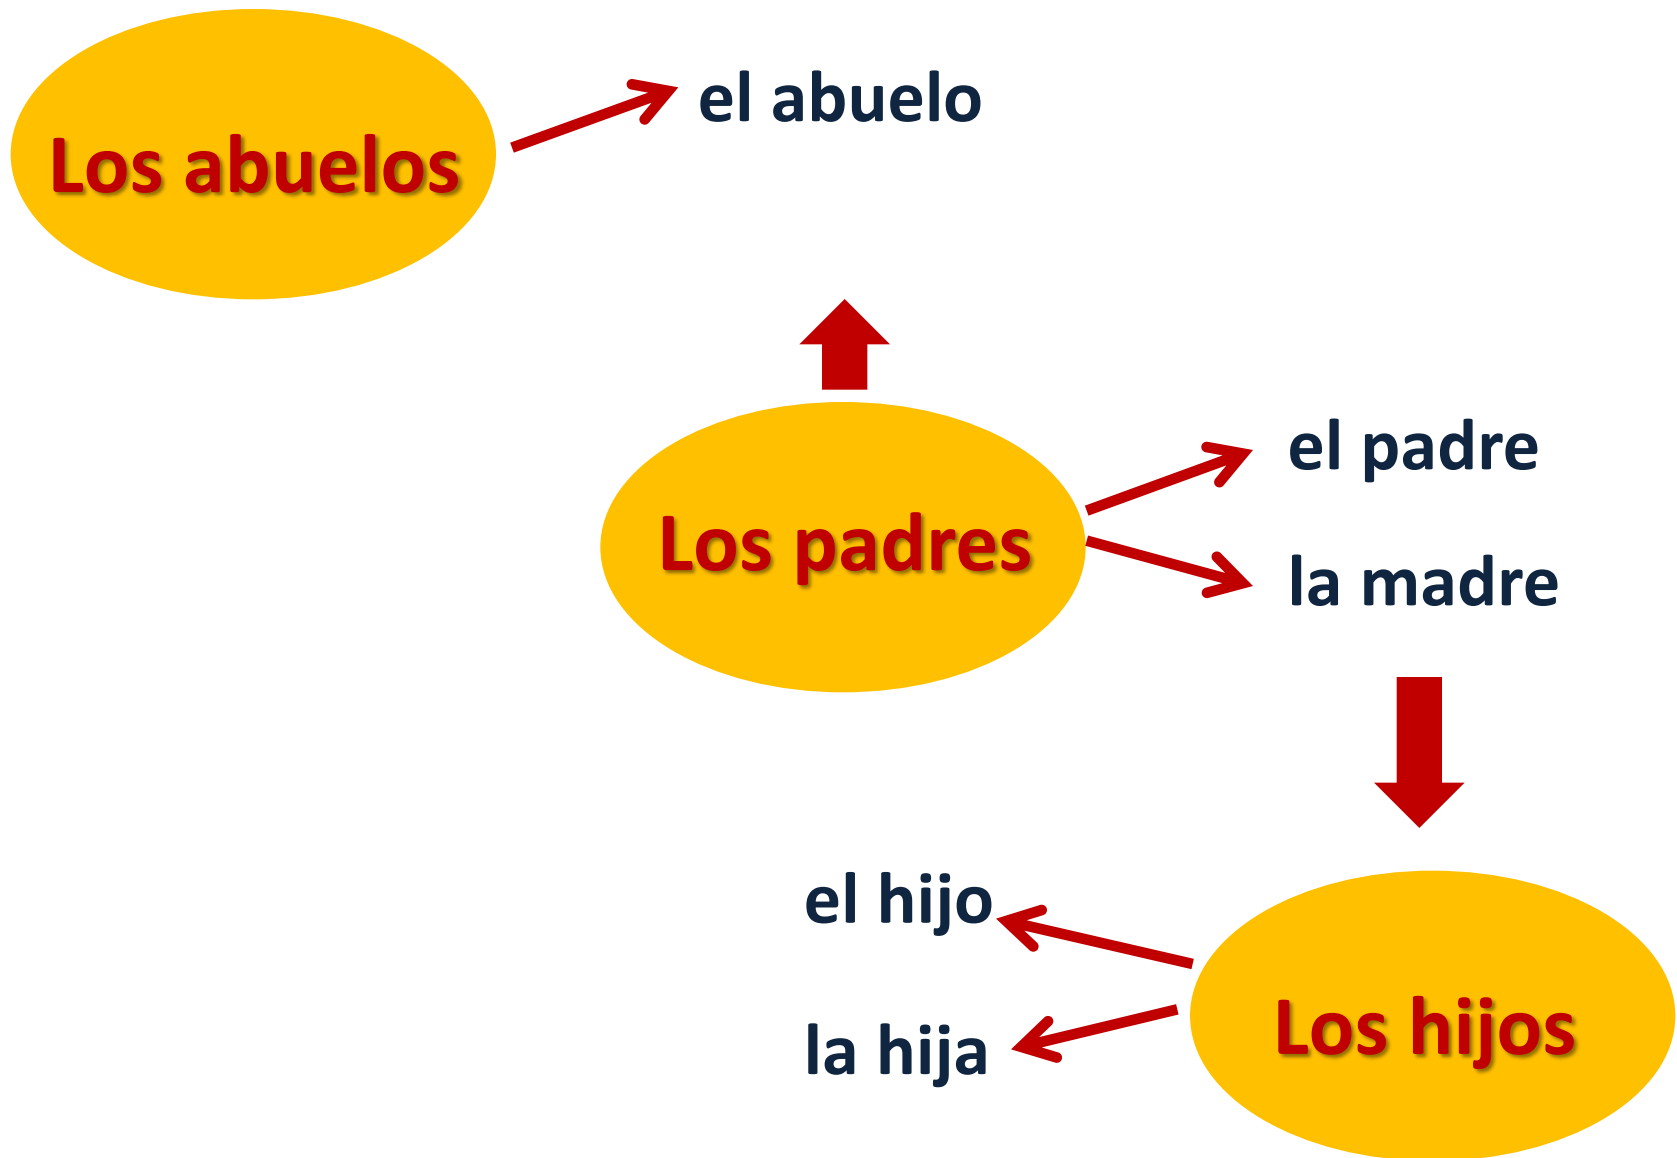 Los abuelos
el abuelo
Los padres
el padre
la madre
el hijo
la hija
Los hijos